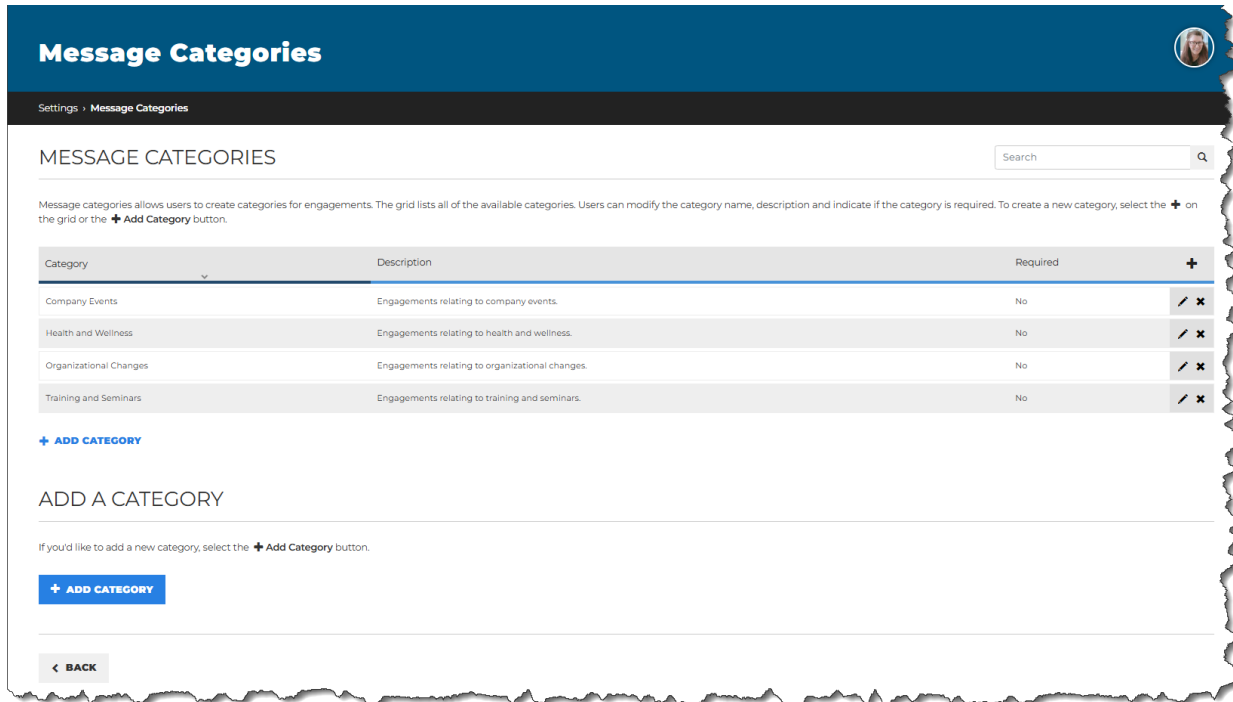 Message Categories
Settings › Message Categories
MESSAGE CATEGORIES
Search
Message categories allows users to create categories for engagements. The grid lists all of the available categories. Users can modify the category name, description and indicate if the category is required. To create a new category, select the + on
the grid or the + Add Category button.
Category Description Required +
Company Events Engagements relating to company events. No
Health and Wellness Engagements relating to health and wellness. No
Organizational Changes Engagements relating to organizational changes. No
Training and Seminars Engagements relating to training and seminars. No
+ ADD CATEGORY
ADD A CATEGORY
If you'd like to add a new category, select the + Add Category button.
+ ADD CATEGORY
< BACK